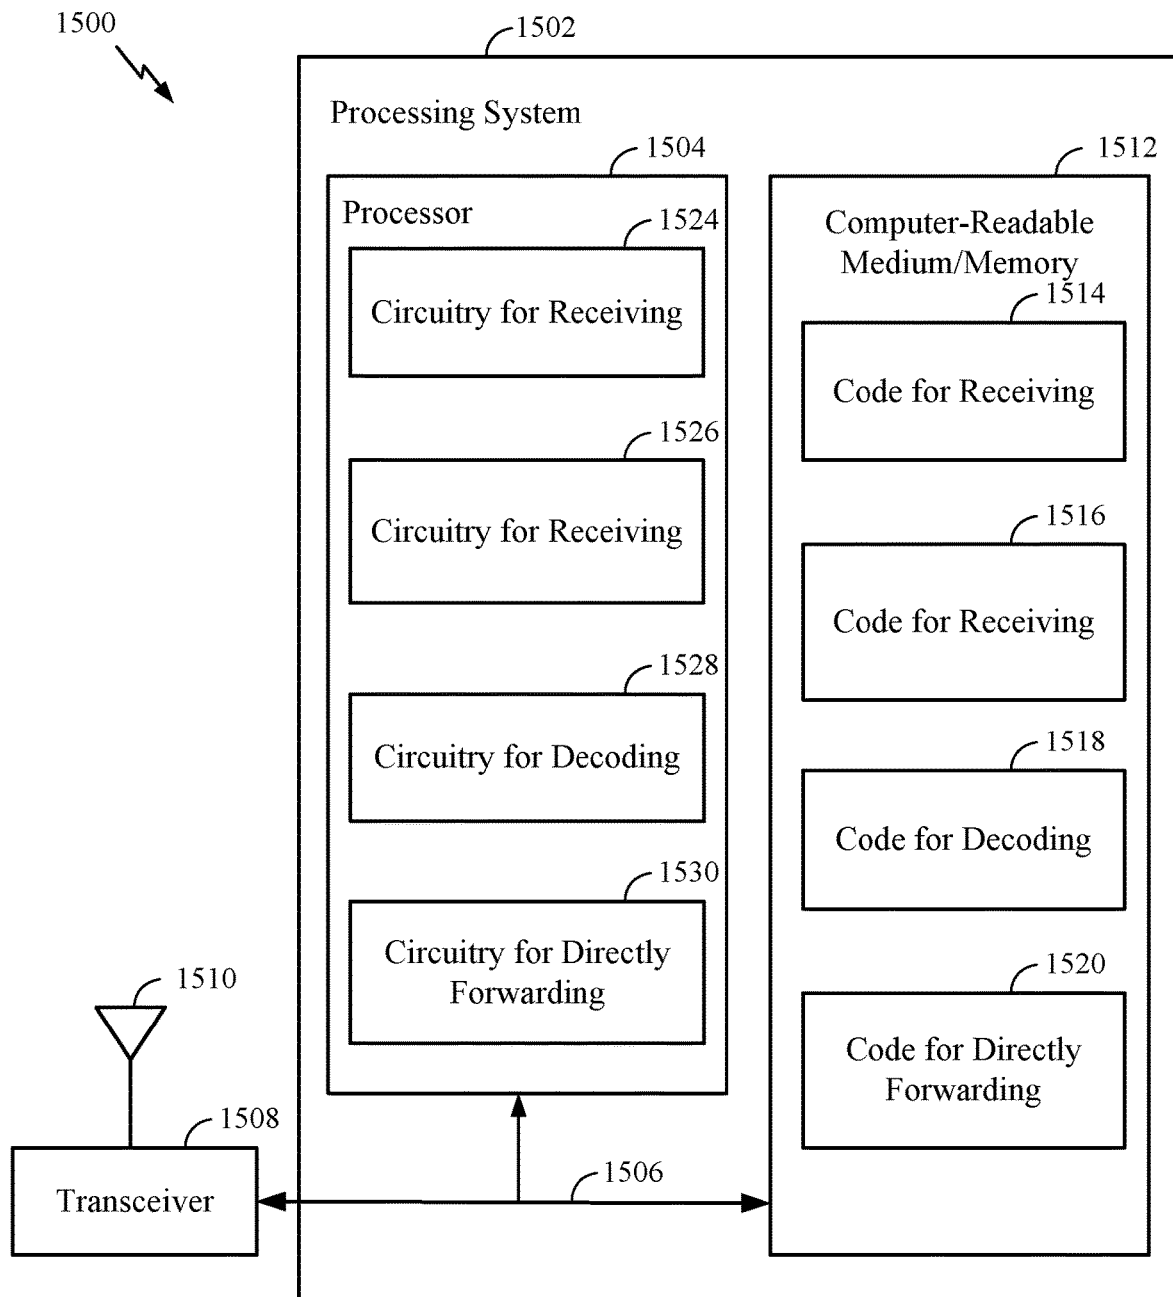 1500
1502
Processing System
1504
Processor
1524
Circuitry for Receiving
1526
Circuitry for Receiving
1528
Circuitry for Decoding
1530
Circuitry for Directly
Forwarding
1512
Computer-Readable
Medium/Memory
1514
Code for Receiving
1516
Code for Receiving
1518
Code for Decoding
1520
Code for Directly
Forwarding
1510
1508
Transceiver
1506